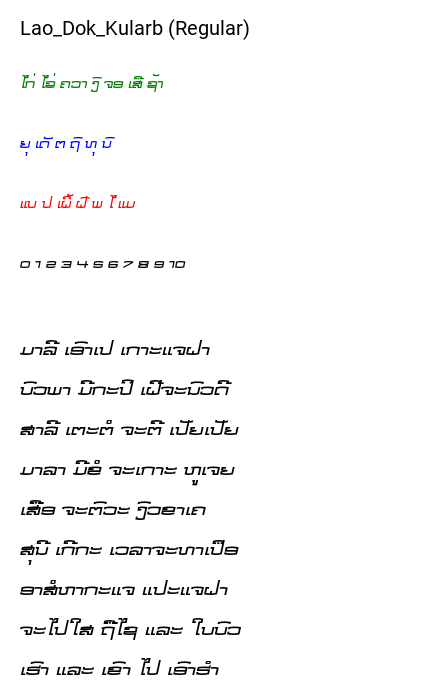 Lao_Dok_Kularb (Regular)
ໄກ່ ໄຂ່ ຄວາ ງົ ຈອ ເສື ຊ້າ
ຍຸ ເດັ ຕ ຖົ ທຸ
ແບ ປ ຝີ ພ ໄ
0 1 2 3 4 5 6 7 8 9 10
ມາລີ ເອົາເປ ເກາະແຈຝາ
ບົວພາ ມີກະປິ ເຝີຈະບົວດີ
ສາລີ ເຕະຕໍ ຈະຕີ ເປັຍເປັຍ
ມາລາ ມີຂໍ ຈະເກາະ ຫູເຈຍ
ເສືອ ຈະຕົວະ ງົວອາເຄ
ສຸບີ ເກີກະ ເວລາຈະທາເປືອ
ອາສໍຫາກະແຈ ແປະແຈຝາ
ຈະໄປໃສ ຖືໄຊ ແລະ ໃບບົວ
ເຮົາ ແລະ ເຂົາ ໄປ ເອົາຮໍາ